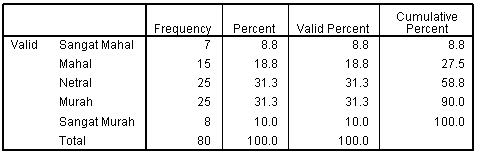 Frequency Percent Valid Percent Cumulative Percent
Valid Sangat Mahal 7 8.8 8.8 8.8
Mahal 15 18.8 18.8 27.5
Netral 25 31.3 31.3 58.8
Murah 25 31.3 31.3 90.0
Sangat Murah 8 10.0 10.0 100.0
Total 80 100.0 100.0